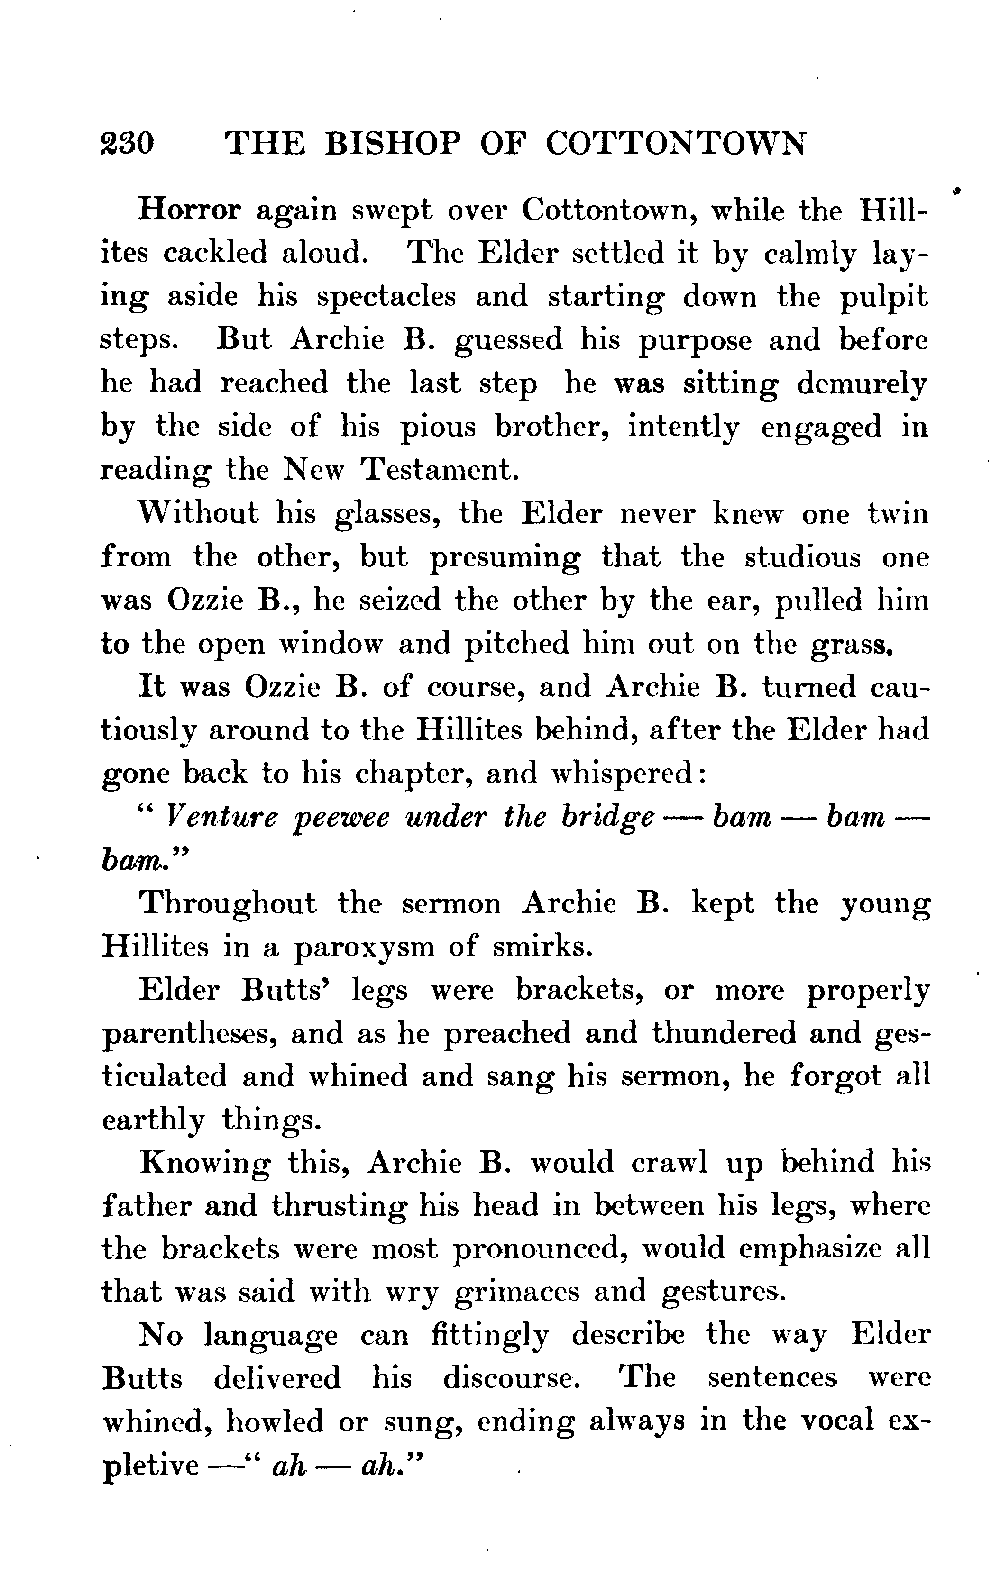 230 THE BISHOP OF COTTONTOWN
Horror again swept over Cottontown, while the Hill-
ites cackled aloud. The Elder settled it by calmly lay-
ing aside his spectacles and starting down the pulpit
steps. But Archie B. guessed his purpose and before
he had reached the last step he was sitting demurely
by the side of his pious brother, intently engaged in
reading the New Testament.
Without his glasses, the Elder never knew one twin
from the other, but presuming that the studious one
was Ozzie B., he seized the other by the ear, pulled him
to the open window and pitched him out on the grass.
It was Ozzie B. of course, and Archie B. turned cau-
tiously around to the Hillites behind, after the Elder had
gone back to his chapter, and whispered:
“ Venture peewee under the bridge — bam — bam —
bam.”
Throughout the sermon Archie B. kept the young
Hillites in a paroxysm of smirks.
Elder Butts’ legs were brackets, or more properly
parentheses, and as he preached and thundered and ges-
ticulated and whined and sang his sermon, he forgot all
earthly things.
Knowing this, Archie B. would crawl up behind his
father and thrusting his head in between his legs, where
the brackets were most pronounced, would emphasize all
that was said with wry grimaces and gestures.
No language can fittingly describe the way Elder
Butts delivered his discourse. The sentences were
whined, howled or sung, ending always in the vocal ex-
pletive —“ ah — ah.”